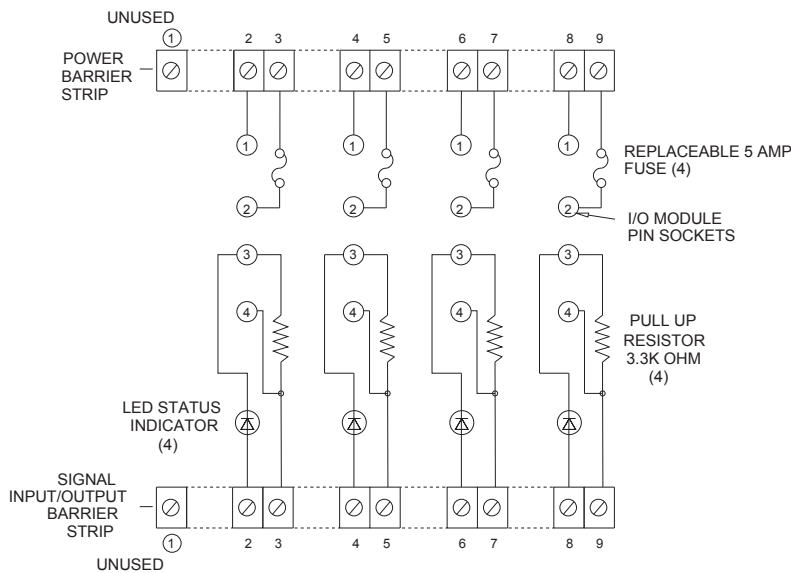 UNUSED
1 2 3 4 5 6 7 8 9
POWER
BARRIER
STRIP
1 1 1 1
REPLACEABLE 5 AMP
FUSE (4)
2 2 2 2
I/O MODULE
PIN SOCKETS
3 3 3 3
4 4 4 4
PULL UP
RESISTOR
3.3K OHM
(4)
LED STATUS
INDICATOR
(4)
SIGNAL
INPUT/OUTPUT
BARRIER
STRIP
1 2 3 4 5 6 7 8 9
UNUSED